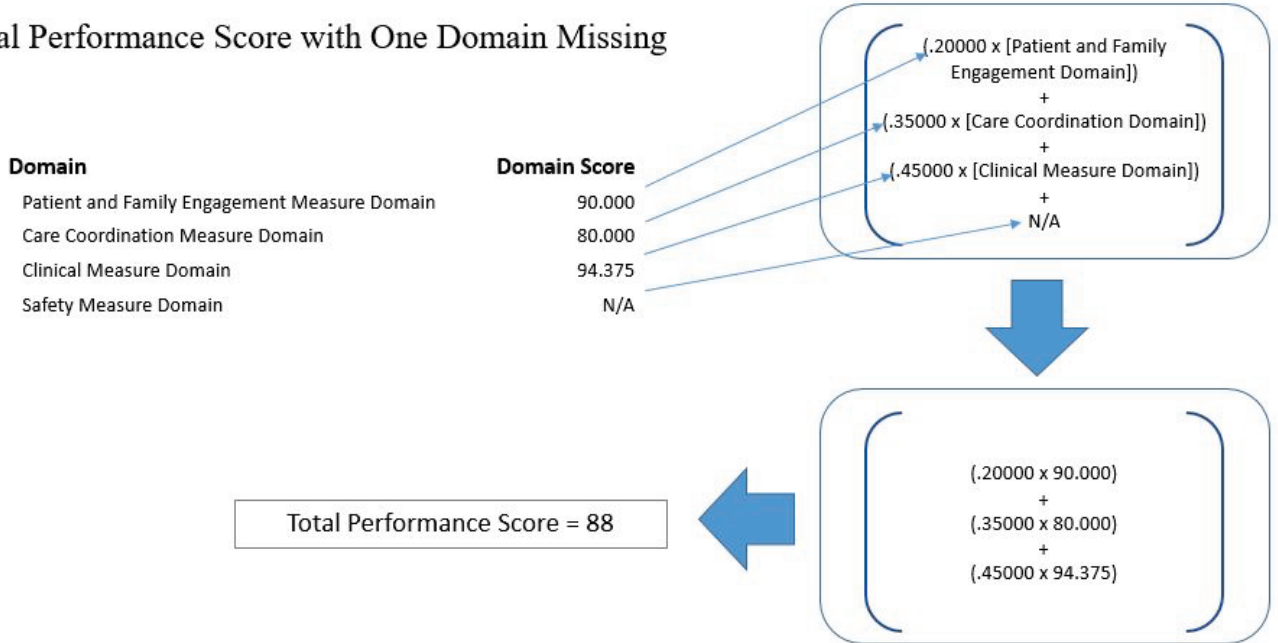 al Performance Score with One Domain Missing
Domain Domain Score
Patient and Family Engagement Measure Domain 90.000
Care Coordination Measure Domain 80.000
Clinical Measure Domain 94.375
Safety Measure Domain N/A
(.20000 x [Patient and Family
Engagement Domain])
+
(.35000 x [Care Coordination Domain])
+
(.45000 x [Clinical Measure Domain])
+
N/A
(.20000 x 90.000)
+
(.35000 x 80.000)
+
(.45000 x 94.375)
Total Performance Score = 88